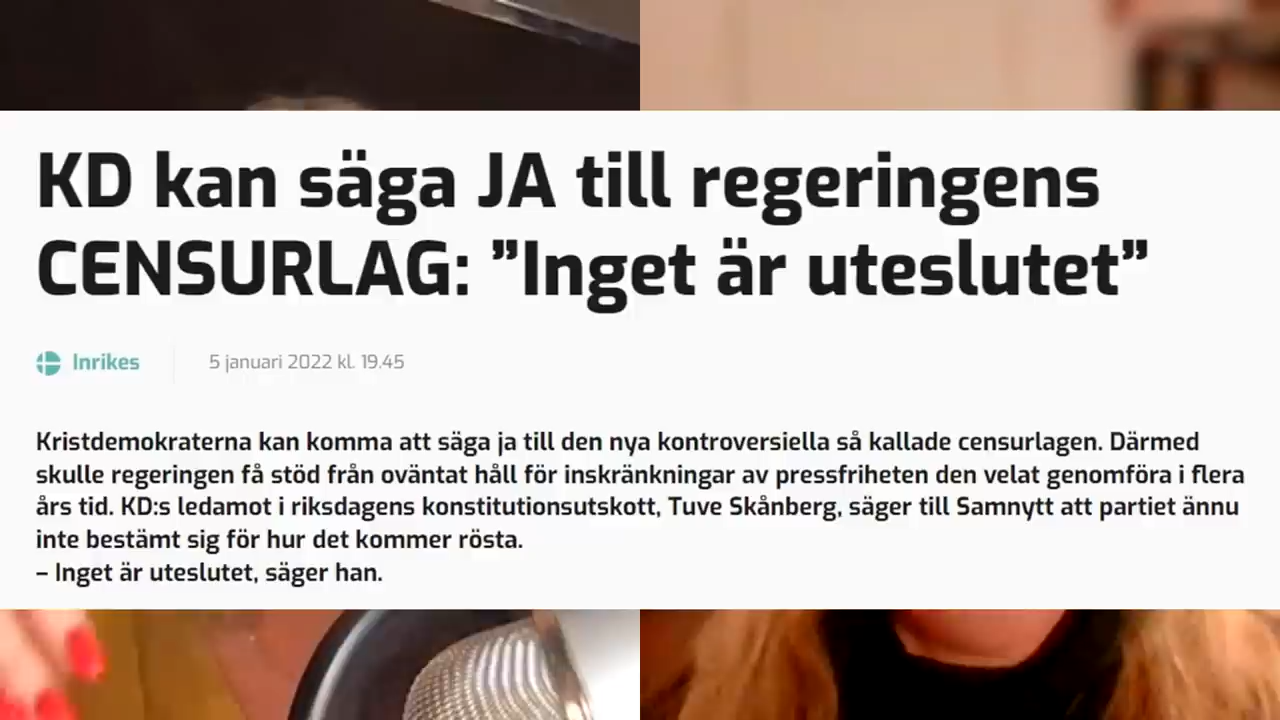 KD kan säga JA till regeringens
CENSURLAG: ”Inget är uteslutet”
Inrikes
5 januari 2022 kl. 19.45
Kristdemokraterna kan komma att säga ja till den nya kontroversiella så kallade censurlagen. Därmed
skulle regeringen få stöd från oväntat håll för inskränkningar av pressfriheten den velat genomföra i flera
års tid. KD:s ledamot i riksdagens konstitutionsutskott, Tuve Skånberg, säger till Samnytt att partiet ännu
inte bestämt sig för hur det kommer rösta.
– Inget är uteslutet, säger han.